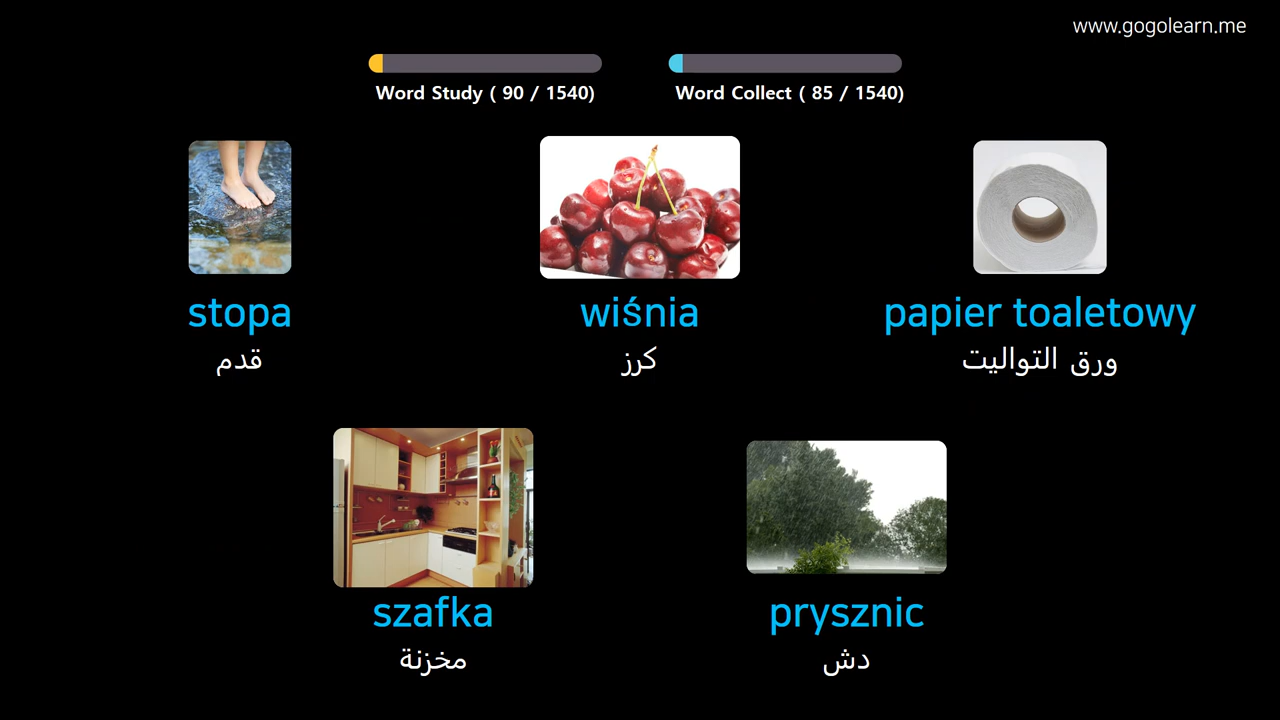 www.gogolearn.me
Word Study ( 90 / 1540)
Word Collect ( 85 / 1540)
stopa
قدم
wiśnia
كرز
papier toaletowy
ورق التواليت
szafka
مخزنة
prysznic
دش